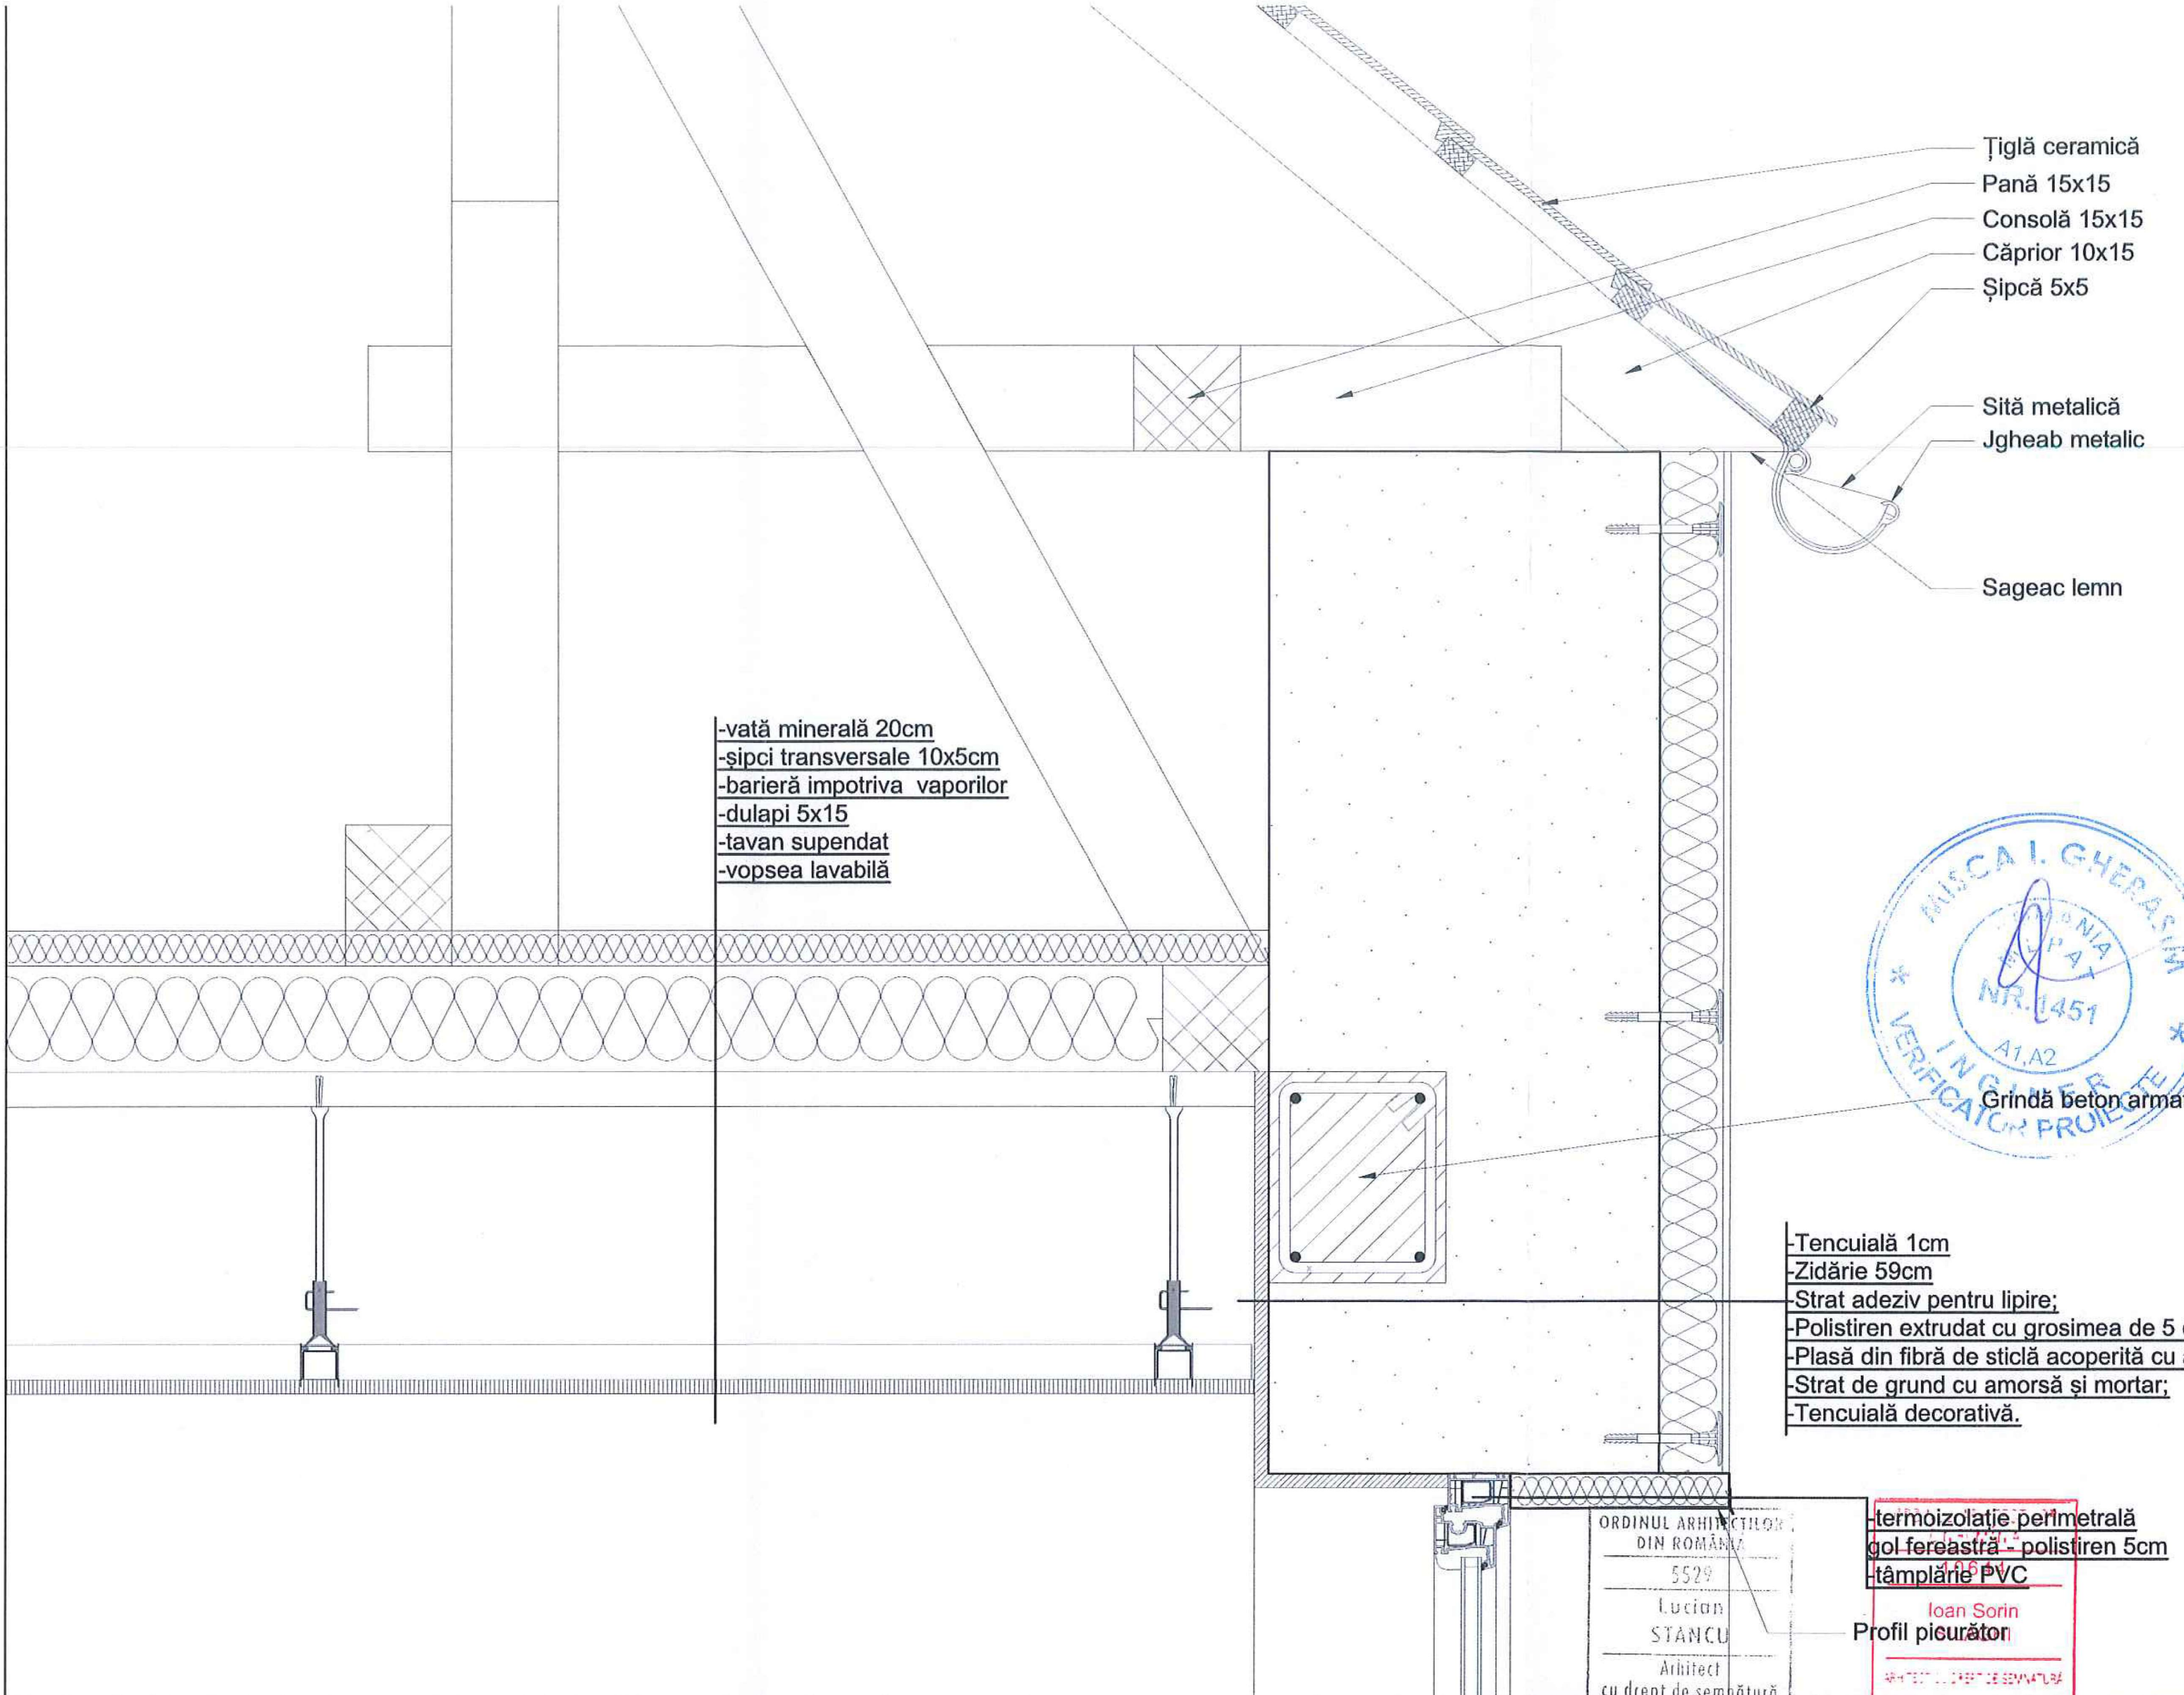 Țiglă ceramică
Pană 15x15
Consolă 15x15
Căprior 10x15
Șipcă 5x5
Sită metalică
Jgheab metalic
Sageac lemn
-vată minerală 20cm
-șipci transversale 10x5cm
-barieră impotriva vaporilor
-dulapi 5x15
-tavan supendat
-vopsea lavabilă
MIȘCA I. GHERASIM
NR.1451
A1,A2
INGINER
* VERIFICATOR PROIECTE *
Grindă beton arma
-Tencuială 1cm
-Zidărie 59cm
-Strat adeziv pentru lipire;
-Polistiren extrudat cu grosimea de 5
-Plasă din fibră de sticlă acoperită cu
-Strat de grund cu amorsă și mortar;
-Tencuială decorativă.
-termoizolație perimetrală
gol fereastră - polistiren 5cm
-tâmplărie PVC
Profil picurător
ORDINUL ARHITECȚILOR
DIN ROMÂNIA
5529
Lucian
STANCU
Arhitect
cu drept de semnătură
Ioan Sorin